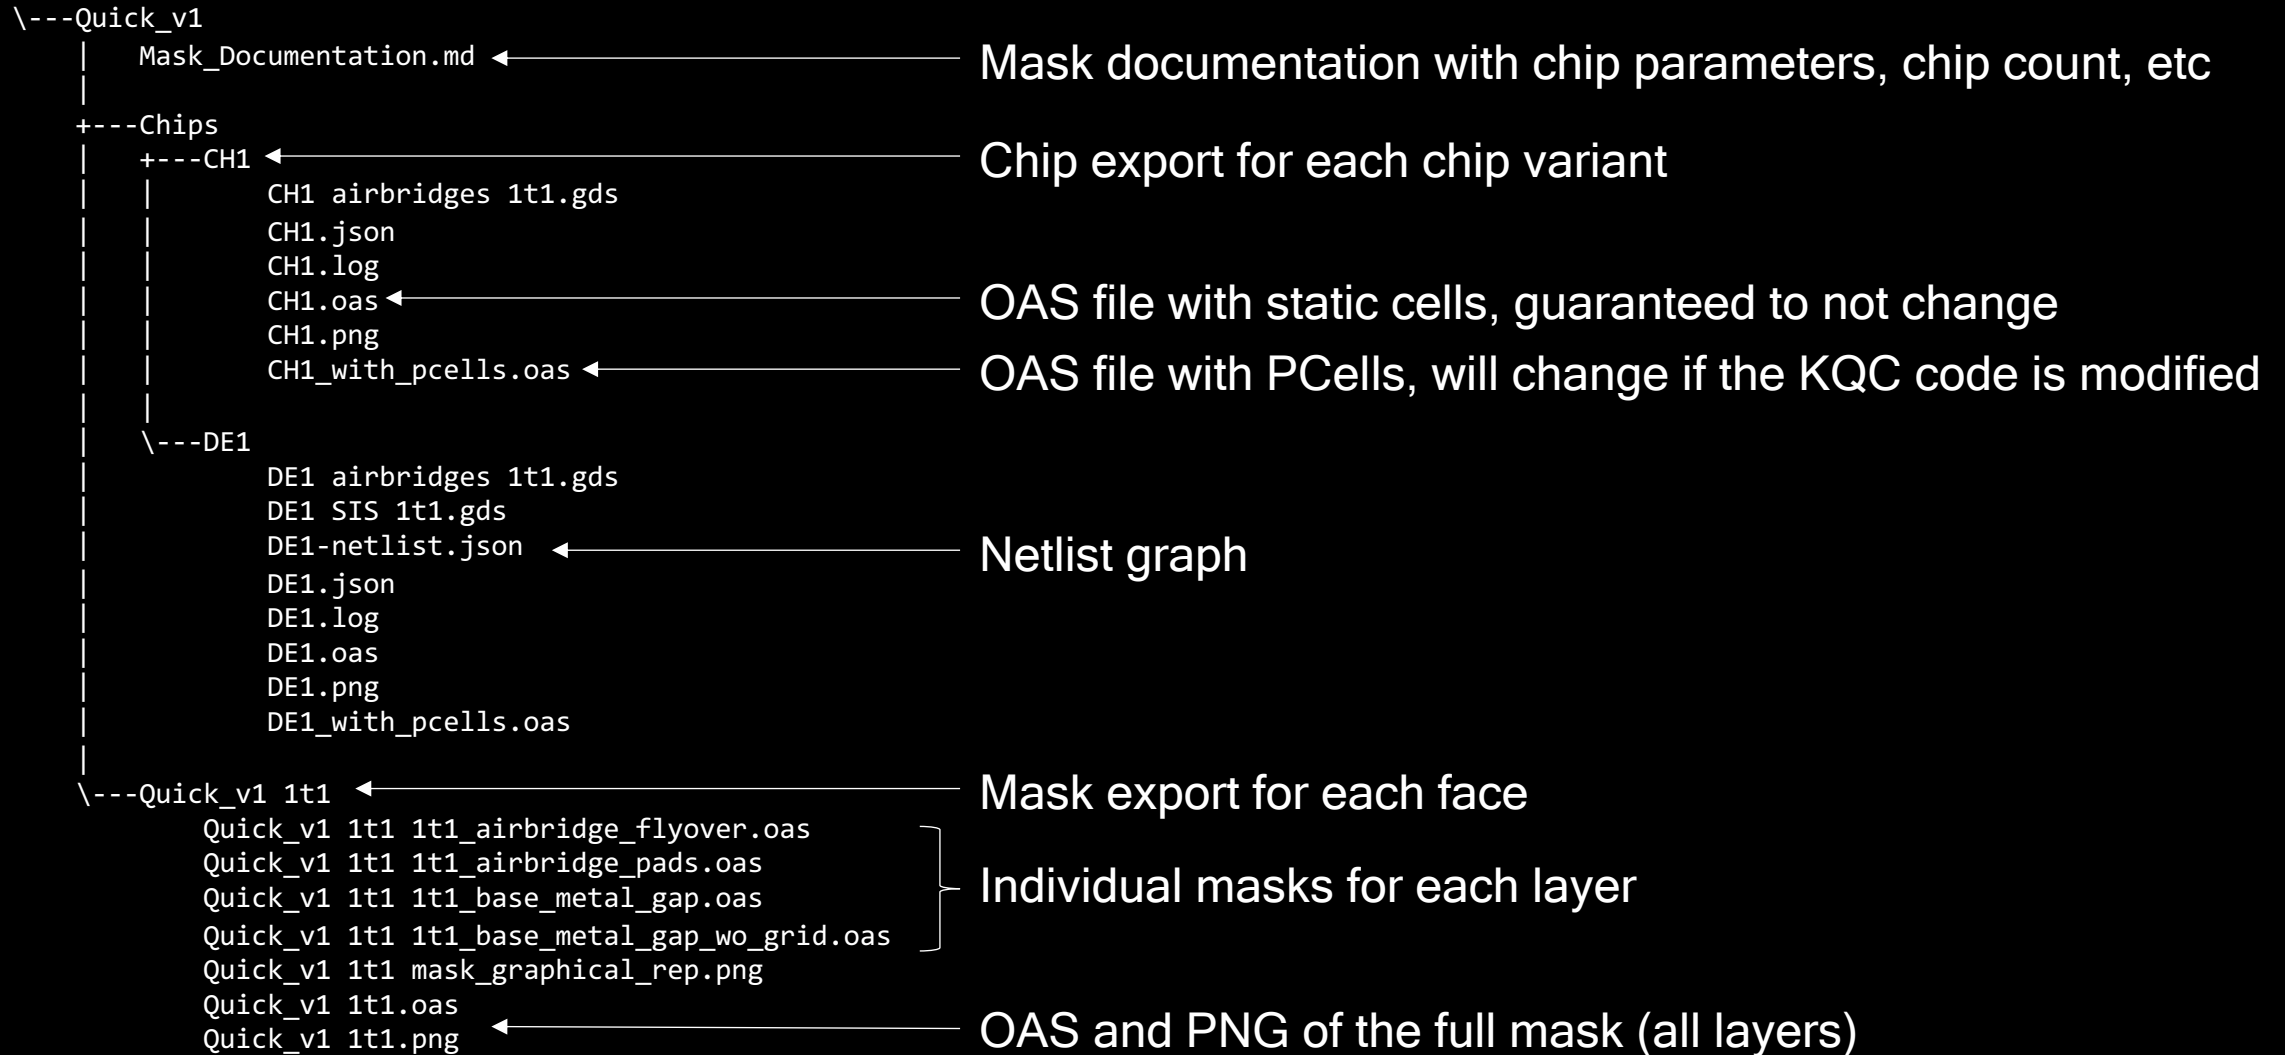 \---Quick_v1
|   Mask_Documentation.md
Mask documentation with chip parameters, chip count, etc
|
+---Chips
|   +---CH1
Chip export for each chip variant
|   |       CH1 airbridges 1t1.gds
|   |       CH1.json
|   |       CH1.log
|   |       CH1.oas
OAS file with static cells, guaranteed to not change
|   |       CH1.png
|   |       CH1_with_pcells.oas
OAS file with PCells, will change if the KQC code is modified
|   |
|   \---DE1
|           DE1 airbridges 1t1.gds
|           DE1 SIS 1t1.gds
|           DE1-netlist.json
Netlist graph
|           DE1.json
|           DE1.log
|           DE1.oas
|           DE1.png
|           DE1_with_pcells.oas
|
\---Quick_v1 1t1
Mask export for each face
Quick_v1 1t1 1t1_airbridge_flyover.oas
Quick_v1 1t1 1t1_airbridge_pads.oas
Quick_v1 1t1 1t1_base_metal_gap.oas
Individual masks for each layer
Quick_v1 1t1 1t1_base_metal_gap_wo_grid.oas
Quick_v1 1t1 mask_graphical_rep.png
Quick_v1 1t1.oas
Quick_v1 1t1.png
OAS and PNG of the full mask (all layers)